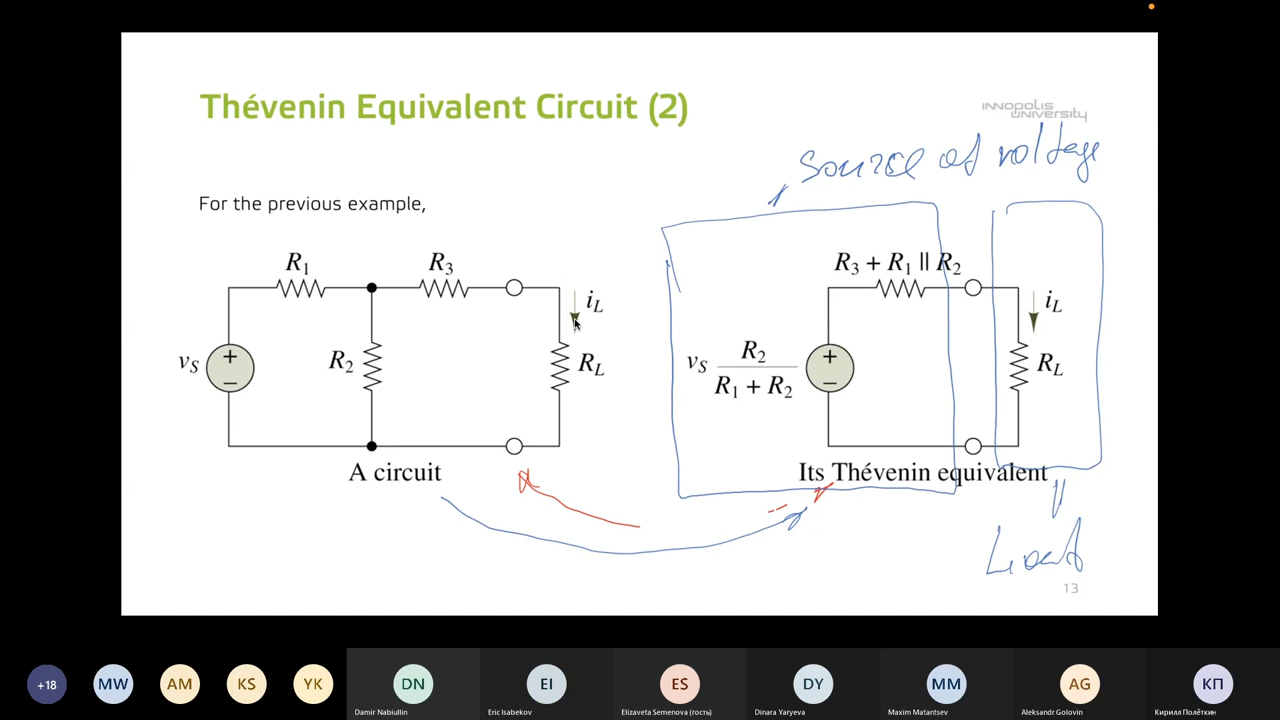 Thévenin Equivalent Circuit (2)
INNOPOLIS
UNIVERSITY
source of voltage
For the previous example,
R1 R3 iL
vS R2 RL
A circuit
R3 + R1 || R2 iL
vS R2 / R1 + R2 RL
Its Thévenin equivalent
Load
13
+18 MW AM KS YK DN EI ES DY MM AG КП
Damir Nabiullin Eric Isabekov Elizaveta Semenova (гость) Dinara Yaryeva Maxim Matantsev Aleksandr Golovin Кирилл Полёткин